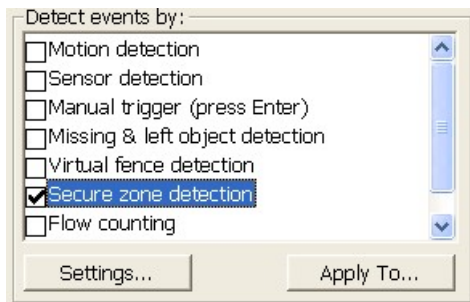 Detect events by:
Motion detection
Sensor detection
Manual trigger (press Enter)
Missing & left object detection
Virtual fence detection
Secure zone detection
Flow counting
Settings... Apply To...